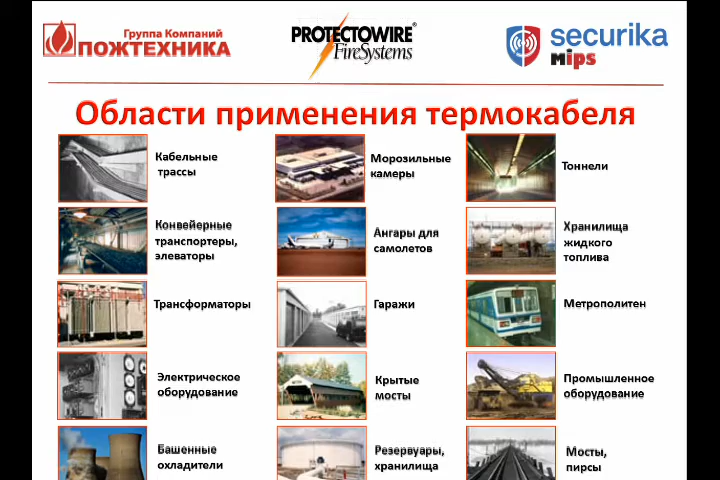 Группа Компаний
ПОЖТЕХНИКА
PROTECTOWIRE®
FireSystems
securika
мips
Области применения термокабеля
Кабельные
трассы
Морозильные
камеры
Тоннели
Конвейерные
транспортеры,
элеваторы
Ангары для
самолетов
Хранилища
жидкого
топлива
Трансформаторы
Гаражи
Метрополитен
Электрическое
оборудование
Крытые
мосты
Промышленное
оборудование
Башенные
охладители
Резервуары,
хранилища
Мосты,
пирсы